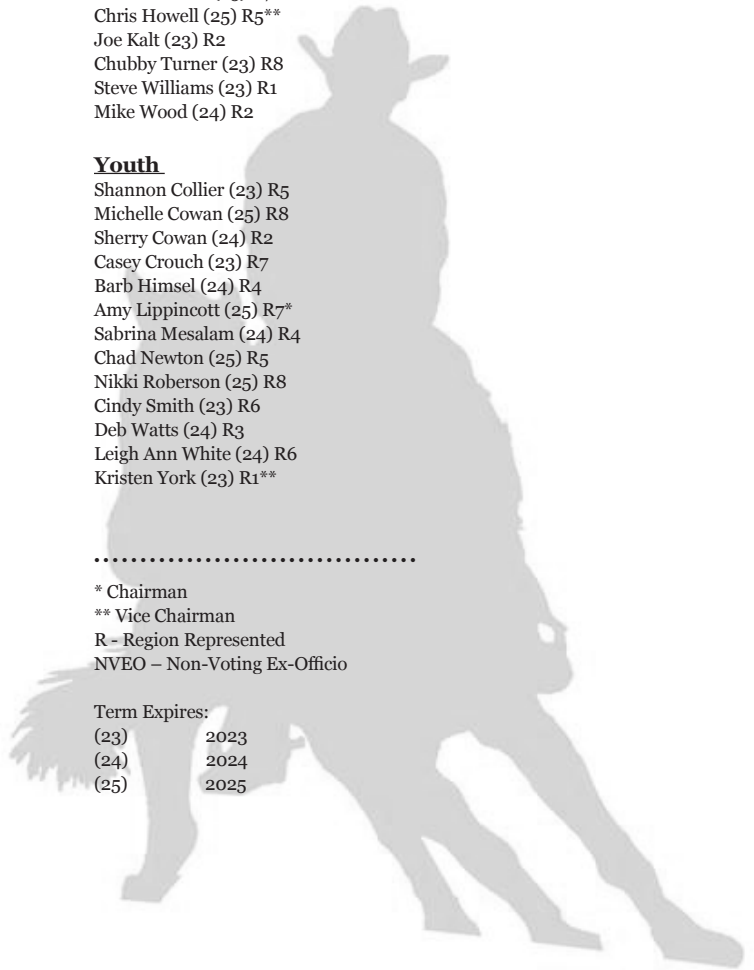 Chris Howell (25) R5**
Joe Kalt (23) R2
Chubby Turner (23) R8
Steve Williams (23) R1
Mike Wood (24) R2
Youth
Shannon Collier (23) R5
Michelle Cowan (25) R8
Sherry Cowan (24) R2
Casey Crouch (23) R7
Barb Himsel (24) R4
Amy Lippincott (25) R7*
Sabrina Mesalam (24) R4
Chad Newton (25) R5
Nikki Roberson (25) R8
Cindy Smith (23) R6
Deb Watts (24) R3
Leigh Ann White (24) R6
Kristen York (23) R1**
...................................
* Chairman
** Vice Chairman
R - Region Represented
NVEO – Non-Voting Ex-Officio
Term Expires:
(23) 2023
(24) 2024
(25) 2025